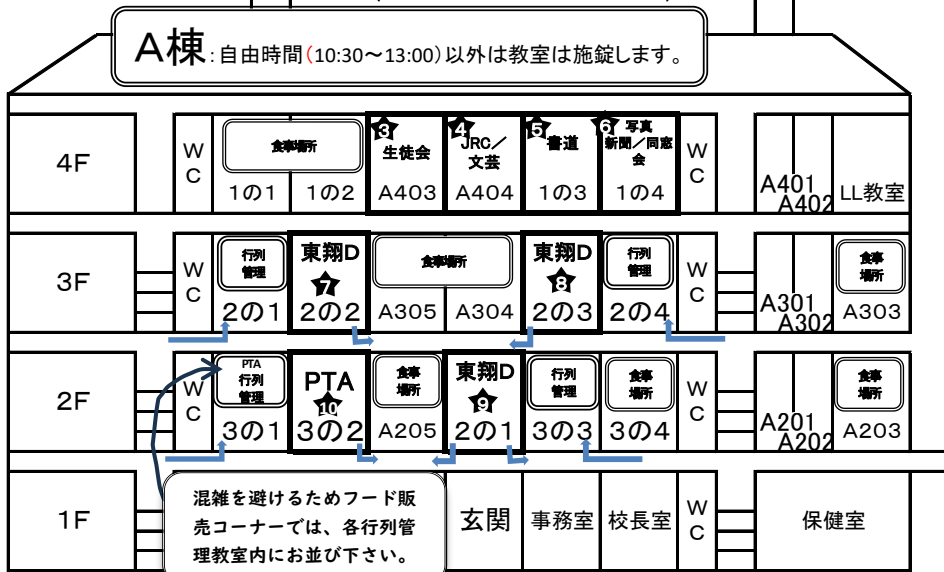 A棟:自由時間(10:30～13:00)以外は教室は施錠します。
4F
WC
食事場所
1の1
1の2
3
生徒会
A403
4
JRC／
文芸
A404
5
書道
1の3
6
写真
新聞／同窓
会
1の4
WC
A401
A402
LL教室
3F
WC
行列
管理
2の1
東翔D
7
2の2
食事場所
A305
A304
東翔D
8
2の3
行列
管理
2の4
WC
A301
A302
食事
場所
A303
2F
WC
PTA
行列
管理
3の1
PTA
10
3の2
食事
場所
A205
東翔D
9
2の1
行列
管理
3の3
食事
場所
3の4
WC
A201
A202
食事
場所
A203
1F
混雑を避けるためフード販
売コーナーでは、各行列管
理教室内にお並び下さい。
玄関
事務室
校長室
WC
保健室